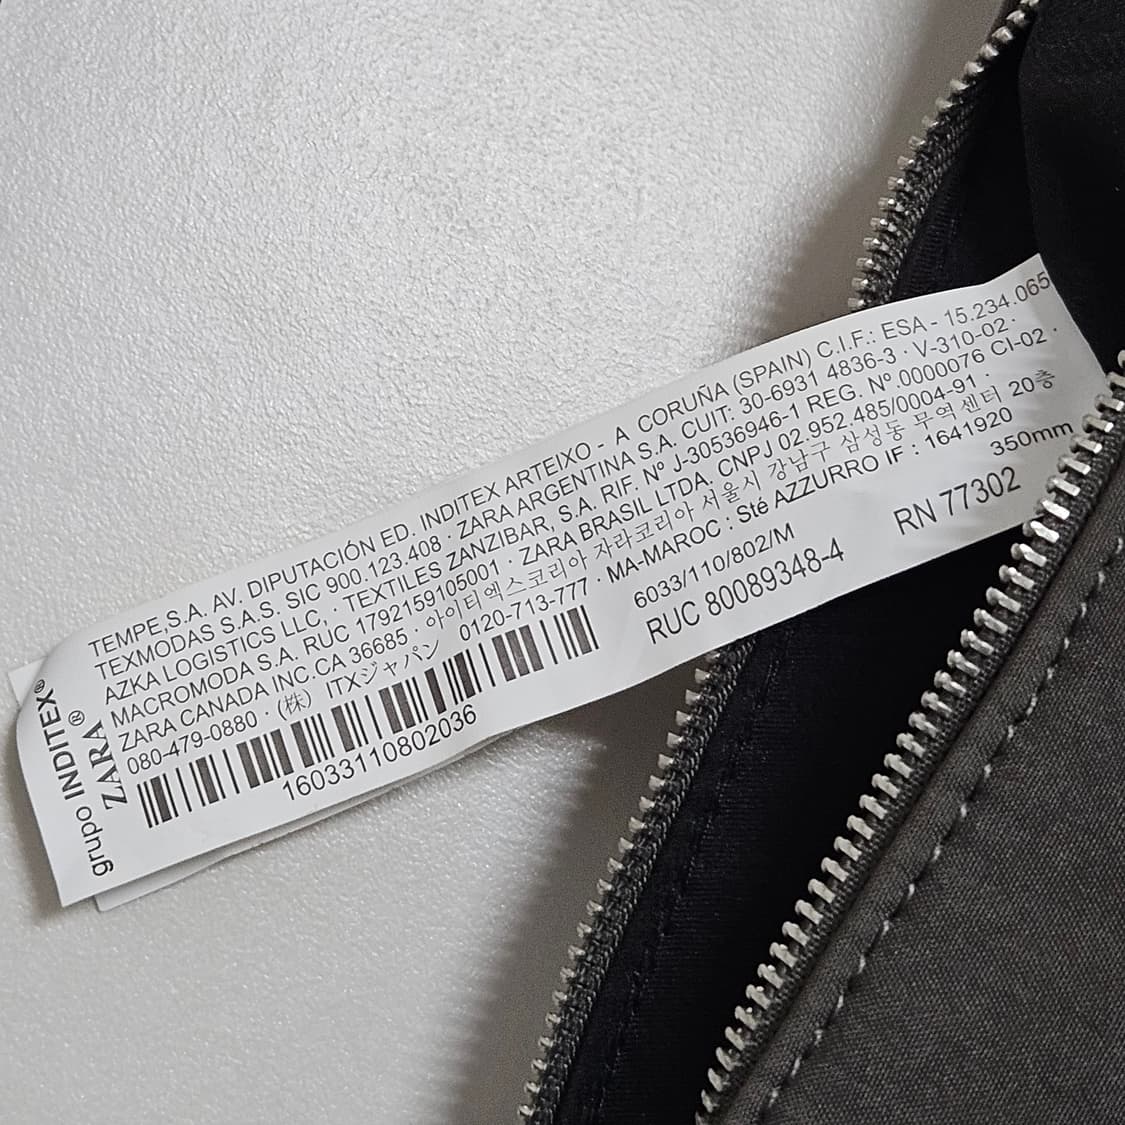 grupo INDITEX®
ZARA®
TEMPE,S.A. AV. DIPUTACIÓN ED. INDITEX ARTEIXO - A CORUÑA (SPAIN) C.I.F.: ESA - 15.234.065
TEXMODAS S.A.S. SIC 900.123.408 · ZARA ARGENTINA S.A. CUIT: 30-6931 4836-3 · V-310-02 ·
AZKA LOGISTICS LLC, · TEXTILES ZANZIBAR, S.A. RIF. Nº J-30536946-1 REG. Nº .0000076 CI-02 ·
MACROMODA S.A. RUC 1792159105001 · ZARA BRASIL LTDA. CNPJ 02.952.485/0004-91 ·
ZARA CANADA INC.CA 36685 · 아이티엑스코리아 자라코리아 서울시 강남구 삼성동 무역센터 20층
080-479-0880 · (株) ITXジャパン 0120-713-777 · MA-MAROC : Sté AZZURRO IF : 1641920
350mm
6033/110/802/M
16033110802036
RUC 80089348-4
RN 77302